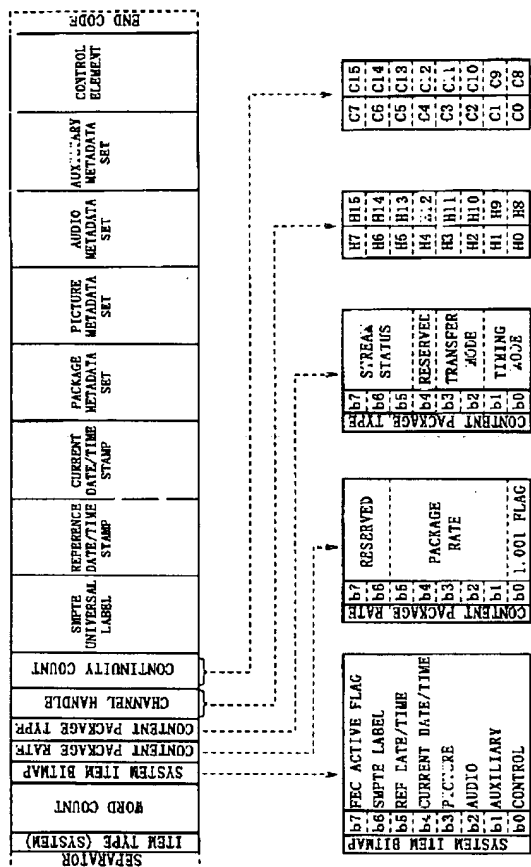 SEPARATOR
ITEM TYPE (SYSTEM)
WORD COUNT
SYSTEM ITEM BITMAP
CONTENT PACKAGE RATE
CONTENT PACKAGE TYPE
CHANNEL HANDLE
CONTINUITY COUNT
SMPTE
UNIVERSAL
LABEL
REFERENCE
DATE/TIME
STAMP
CURRENT
DATE/TIME
STAMP
PACKAGE
METADATA
SET
PICTURE
METADATA
SET
AUDIO
METADATA
SET
METADATA
SET
CONTROL
ELEMENT
END CODE
SYSTEM ITEM BITMAP
b7 FEC ACTIVE FLAG
b6 SMPTE LABEL
b5 REF DATE/TIME
b4 CURRENT DATE/TIME
b3
b2 AUDIO
b1 AUXILIARY
b0 CONTROL
CONTENT PACKAGE RATE
b7
b6
b5
b4
b3
b2
b1
b0
RESERVED
PACKAGE
RATE
1.001 FLAG
CONTENT PACKAGE TYPE
b7
b6
b5
b4
b3
b2
b1
b0
STREAM
STATUS
RESERVED
TRANSFER
MODE
TIMING
MODE
H7 H15
H6 H14
H5 H13
H4 H12
H3 H11
H2 H10
H1 H9
H0 H8
C7 C15
C6 C14
C5 C13
C4 C12
C3 C11
C2 C10
C1 C9
C0 C8